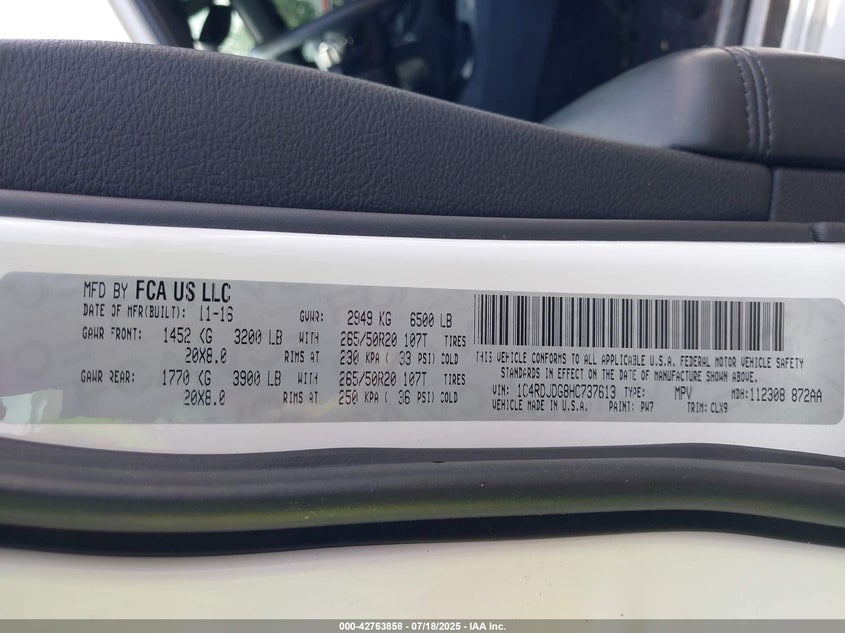 MFD BY FCA US LLC
DATE OF MFR(BUILT): 11-16 GVWR: 2949 KG 6500 LB
GAWR FRONT: 1452 KG 3200 LB WITH 265/50R20 107T TIRES
20X8.0 RIMS AT 230 KPA ( 33 PSI) COLD
GAWR REAR: 1770 KG 3900 LB WITH 265/50R20 107T TIRES
20X8.0 RIMS AT 250 KPA ( 36 PSI) COLD
THIS VEHICLE CONFORMS TO ALL APPLICABLE U.S.A. FEDERAL MOTOR VEHICLE SAFETY
STANDARDS IN EFFECT ON THE DATE OF MANUFACTURE SHOWN ABOVE.
VIN: 1C4RDJDG8HC737613 TYPE: MPV MDH:112308 872AA
VEHICLE MADE IN U.S.A. PAINT: PW7 TRIM: CLX9
000-42763858 - 07/18/2025 - IAA Inc.